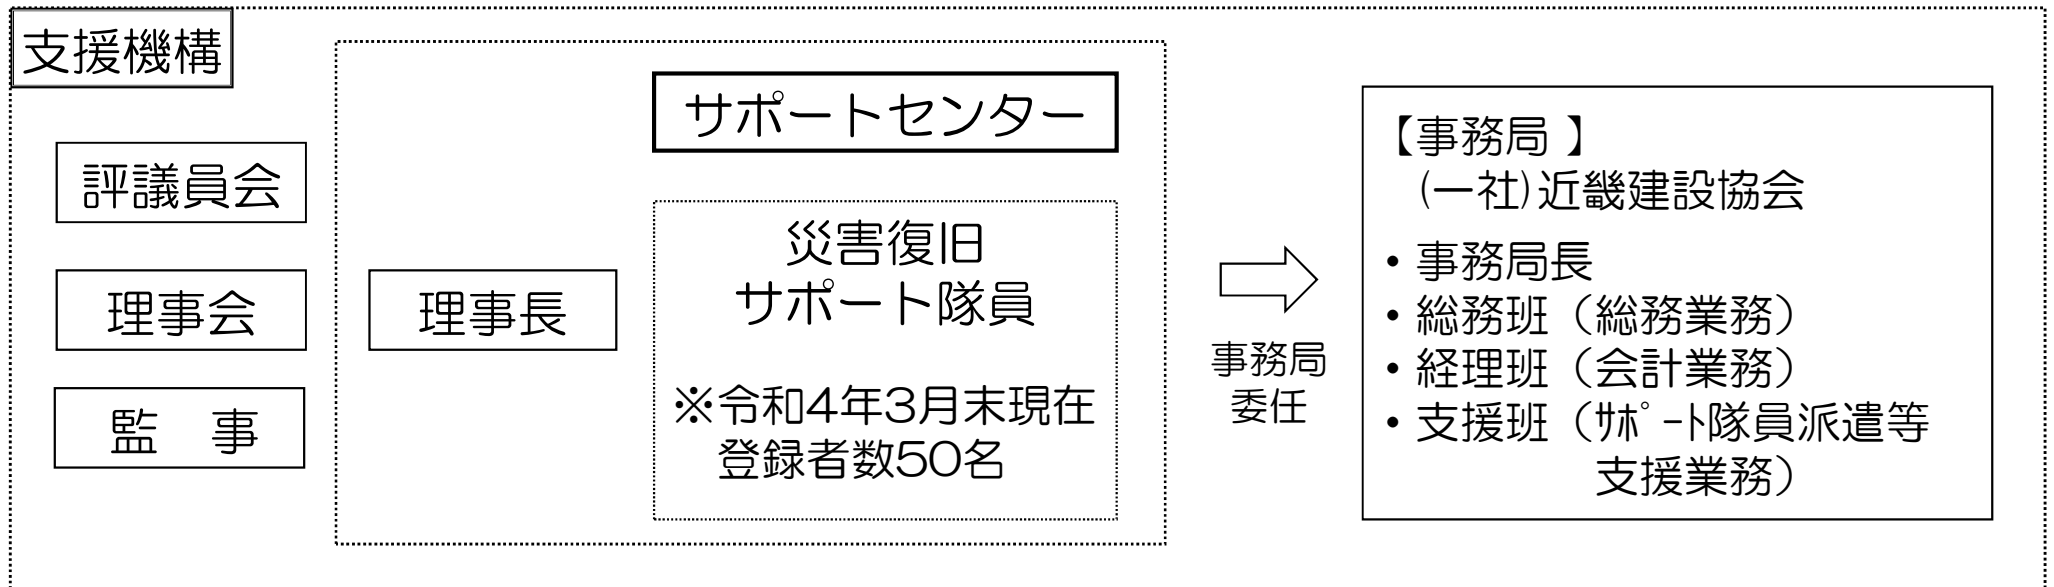 支援機構
評議員会
理事会
監　事
理事長
サポートセンター
災害復旧
サポート隊員
※令和4年3月末現在
登録者数50名
事務局
委任
【事務局 】
(一社)近畿建設協会
・事務局長
・総務班（総務業務）
・経理班（会計業務）
・支援班（ｻﾎﾟｰﾄ隊員派遣等
支援業務）